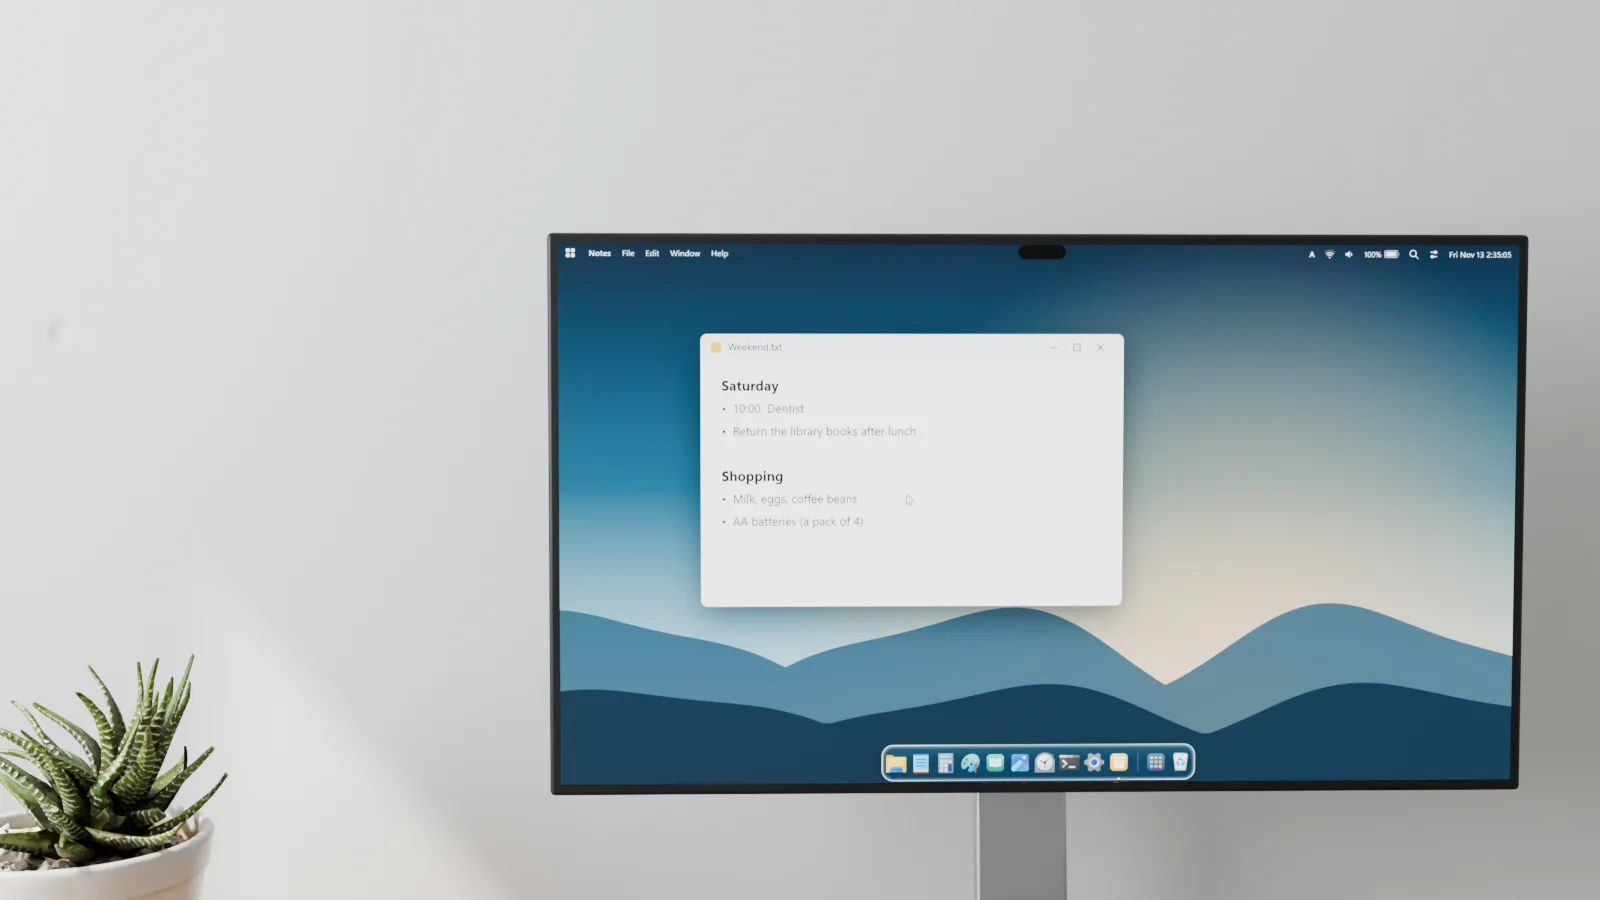 Notes File Edit Window Help
A 100% Fri Nov 13 2:35:05
Weekend.txt
Saturday
• 10:00 Dentist
• Return the library books after lunch
Shopping
• Milk, eggs, coffee beans
• AA batteries (a pack of 4)